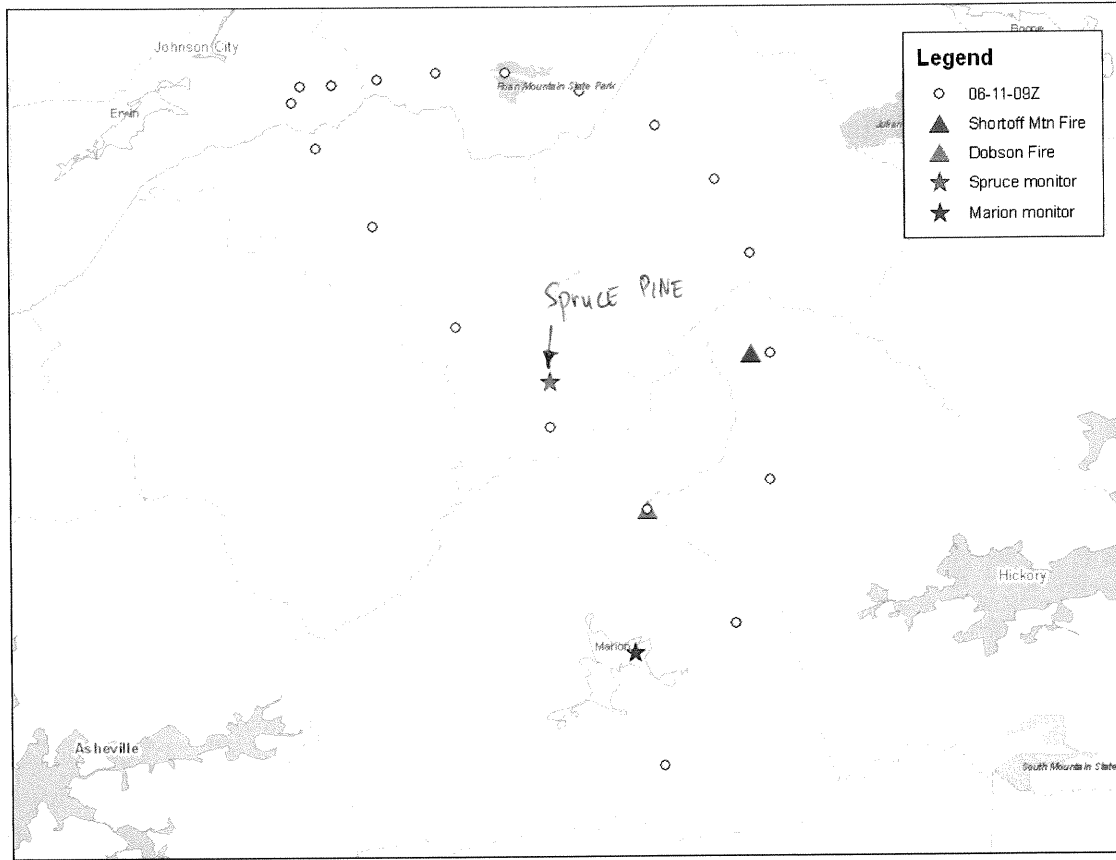 Johnson City
Boone
Legend
06-11-09Z
Roan Mountain State Park
Shortoff Mtn Fire
Erwin
Dobson Fire
Spruce monitor
Marion monitor
Spruce PINE
Hickory
Marion
Asheville
South Mountain State